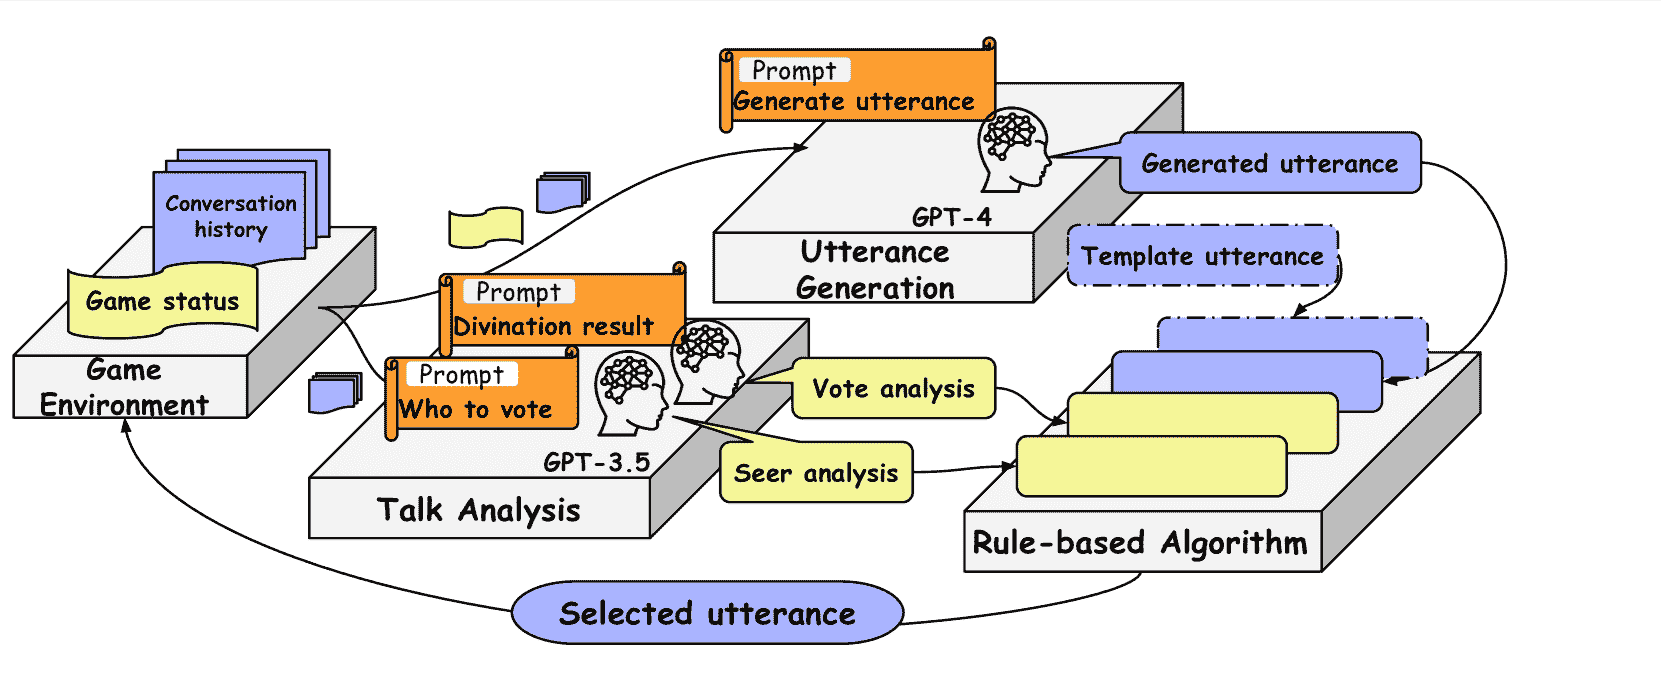 Prompt
Generate utterance
Generated utterance
GPT-4
Utterance
Generation
Template utterance
Conversation
history
Game status
Game
Environment
Prompt
Divination result
Prompt
Who to vote
GPT-3.5
Talk Analysis
Vote analysis
Seer analysis
Rule-based Algorithm
Selected utterance